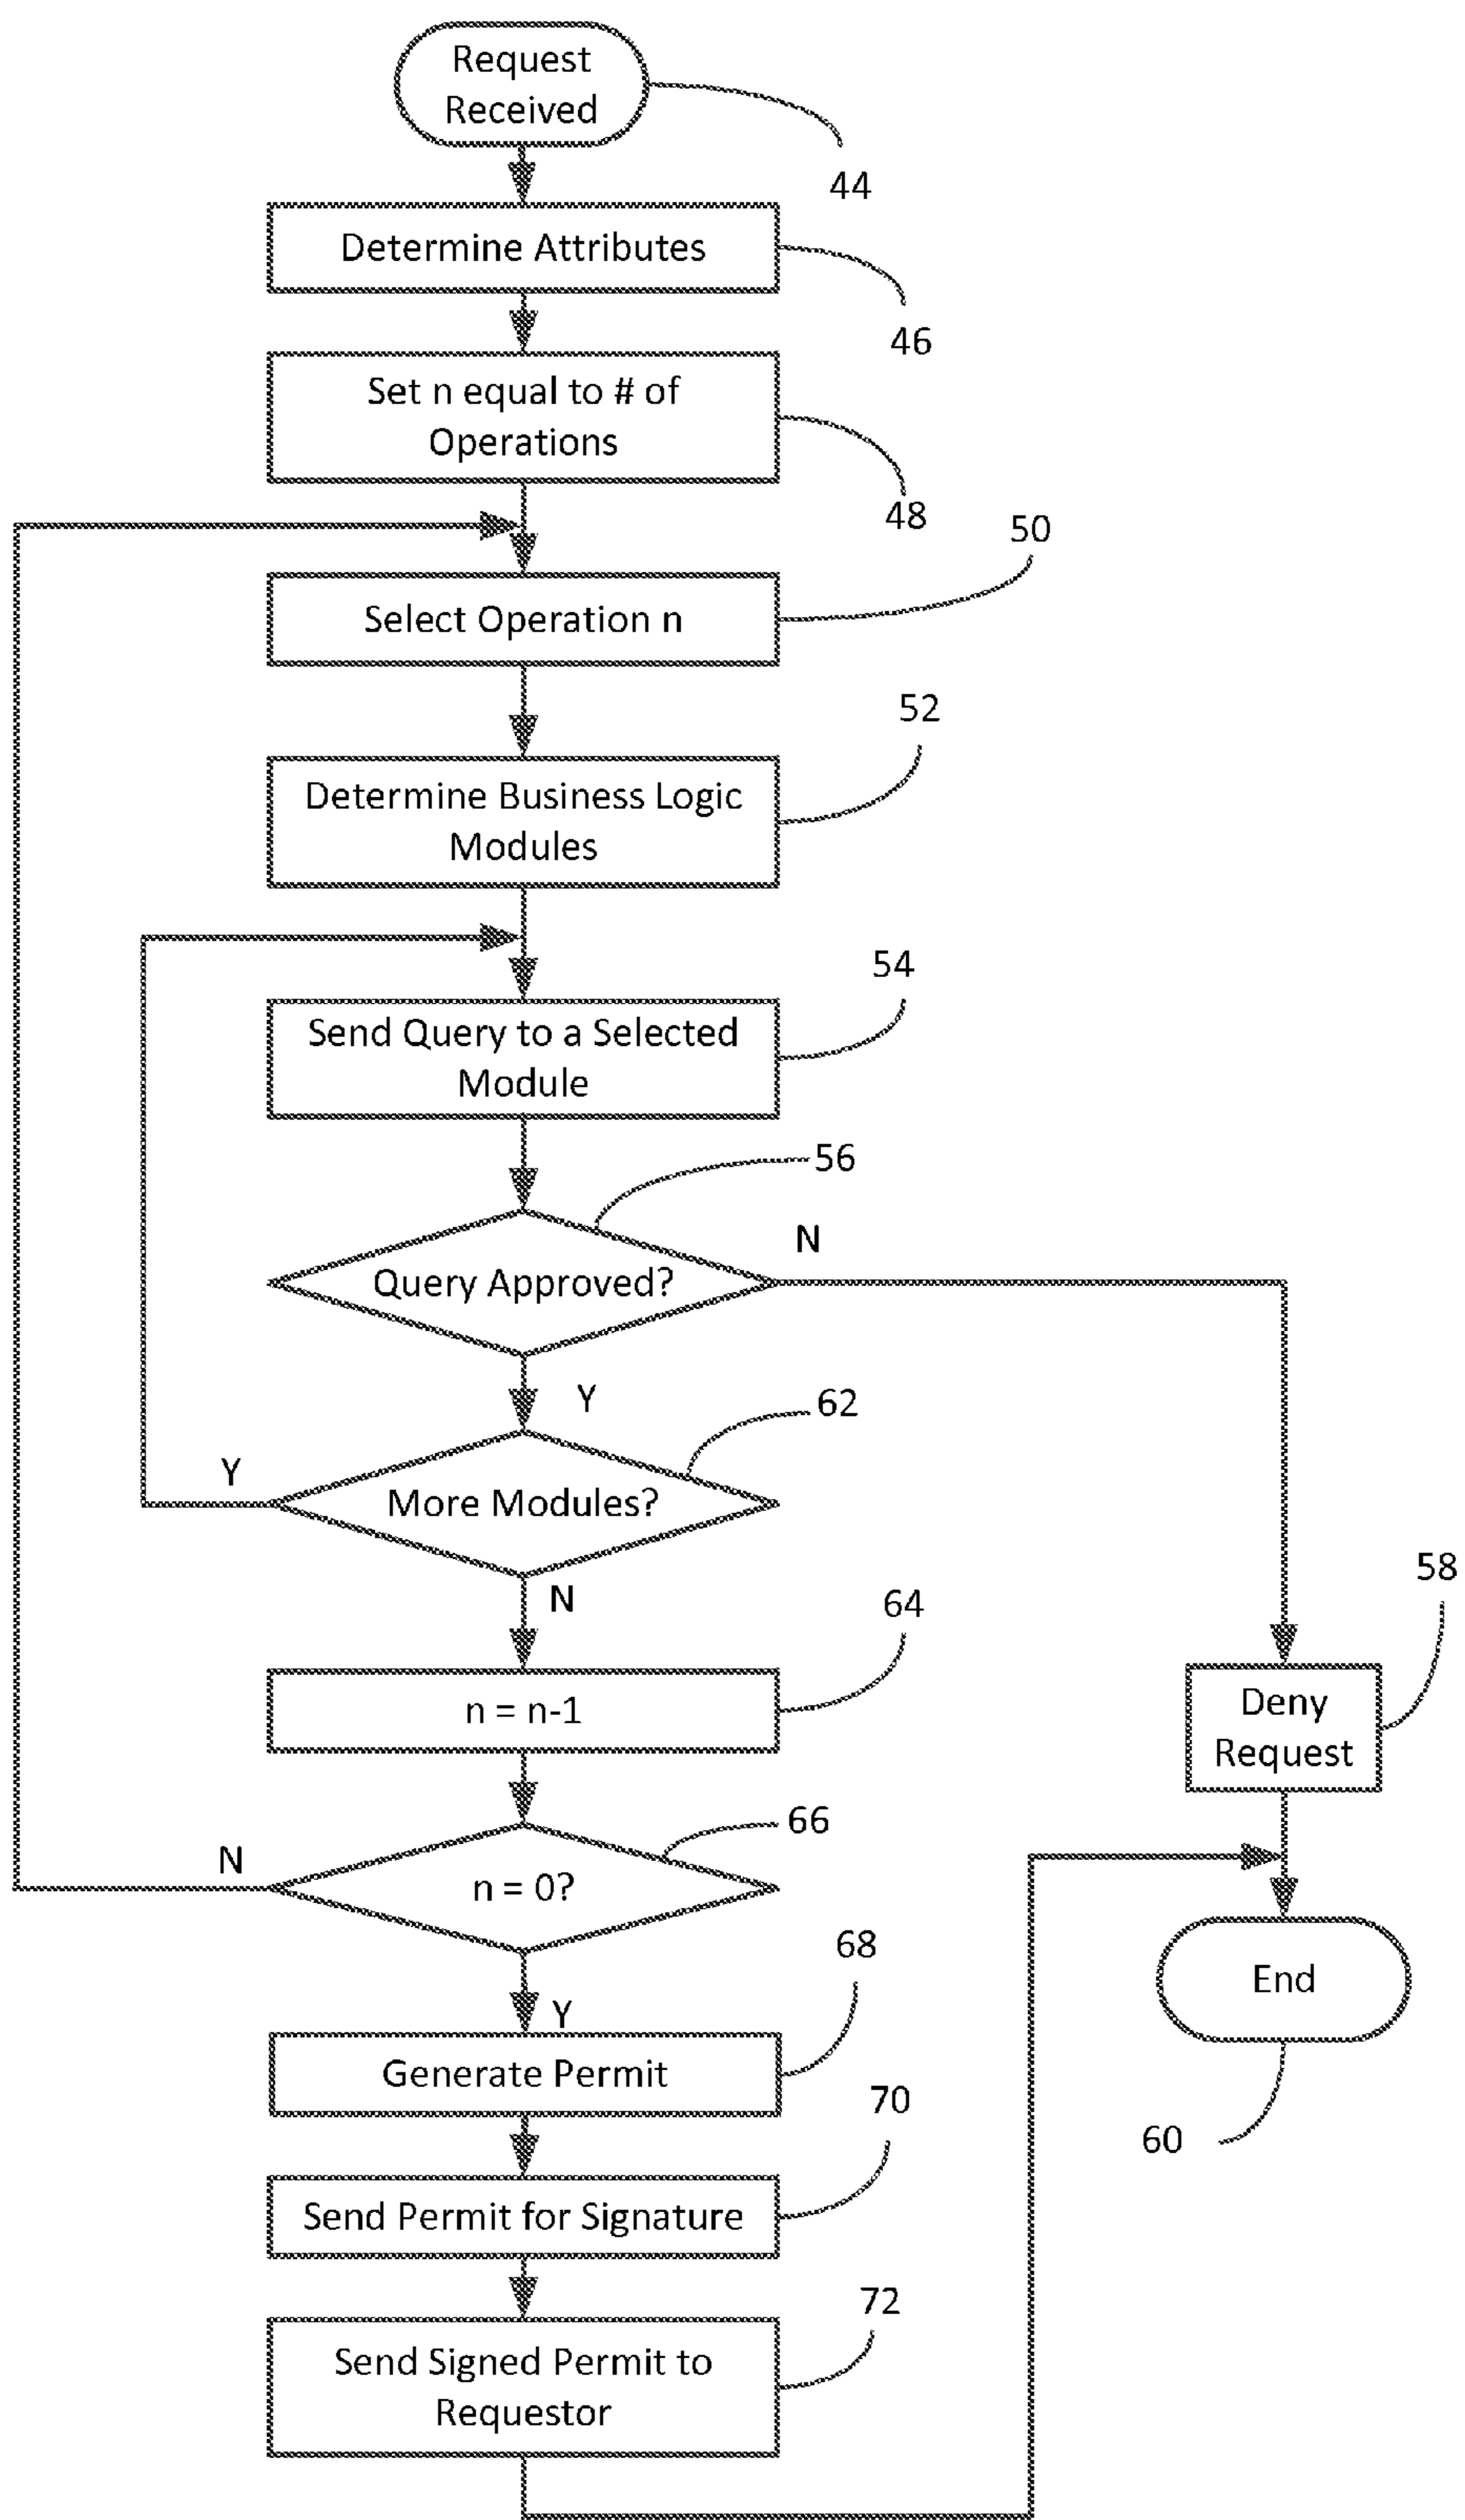 Request
Received
44
Determine Attributes
46
Set n equal to # of
Operations
48
50
Select Operation n
52
Determine Business Logic
Modules
54
Send Query to a Selected
Module
56
N
Query Approved?
Y
62
Y
More Modules?
N
58
64
n = n-1
Deny
Request
66
N
n = 0?
68
End
Y
Generate Permit
70
60
Send Permit for Signature
72
Send Signed Permit to
Requestor